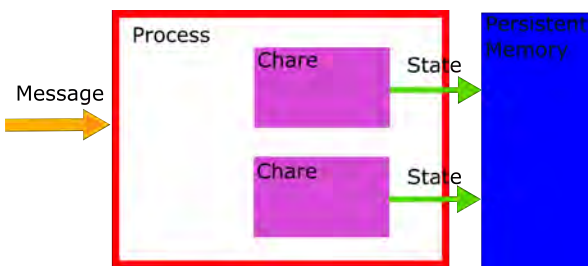 Process
Persistent
Memory
Chare
State
Message
Chare
State